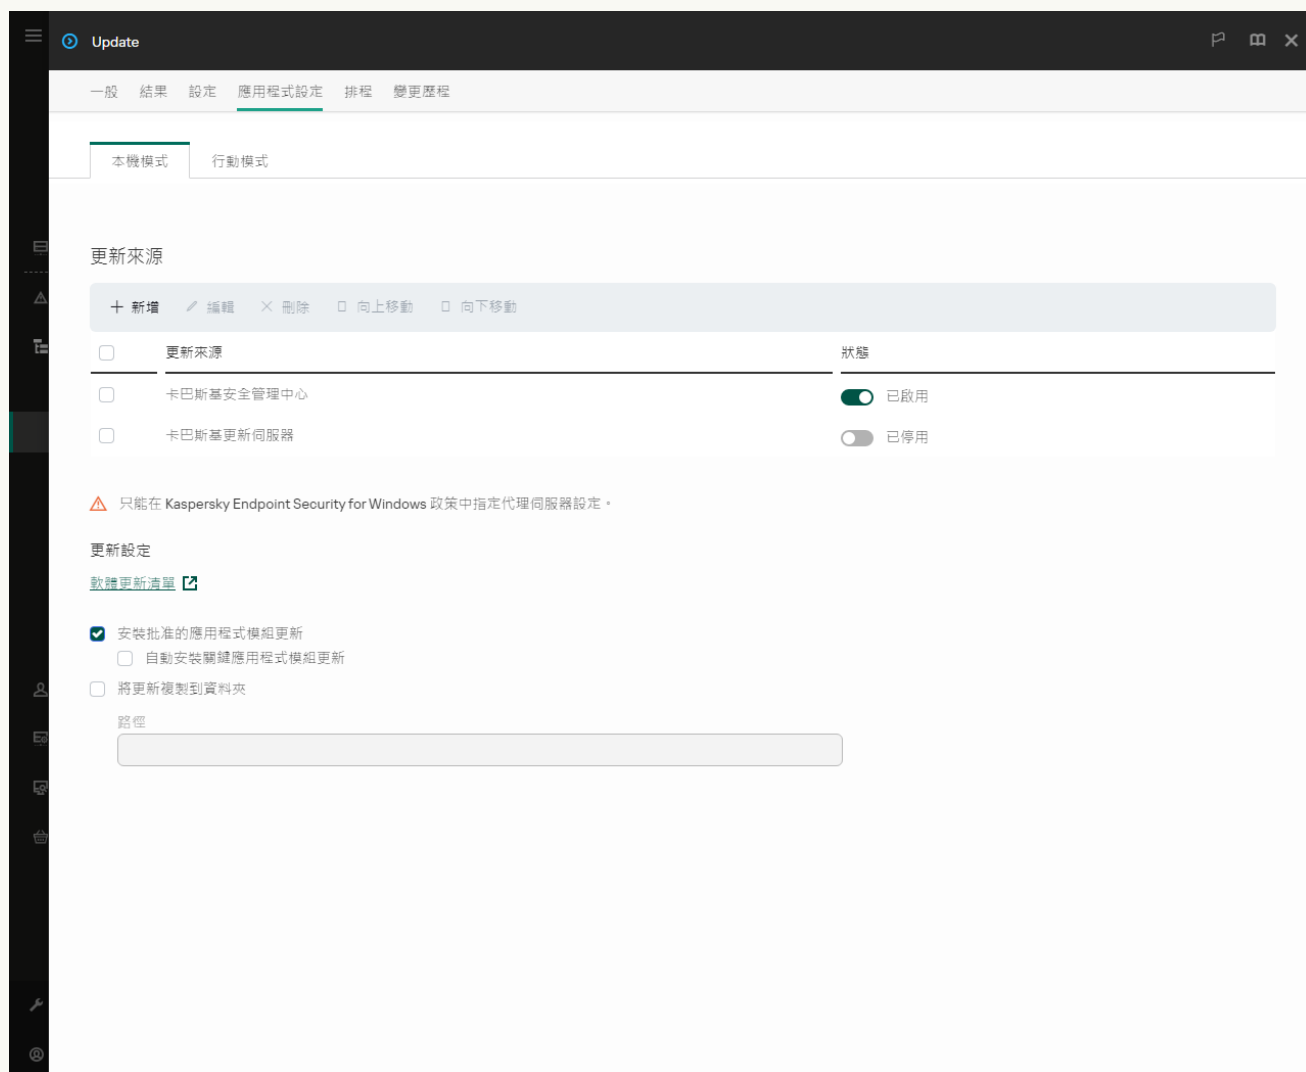 Update
一般 結果 設定 應用程式設定 排程 變更歷程
本機模式 行動模式
更新來源
新增 編輯 刪除 向上移動 向下移動
更新來源 狀態
卡巴斯基安全管理中心 已啟用
卡巴斯基更新伺服器 已停用
只能在 Kaspersky Endpoint Security for Windows 政策中指定代理伺服器設定。
更新設定
軟體更新清單
安裝批准的應用程式模組更新
自動安裝關鍵應用程式模組更新
將更新複製到資料夾
路徑